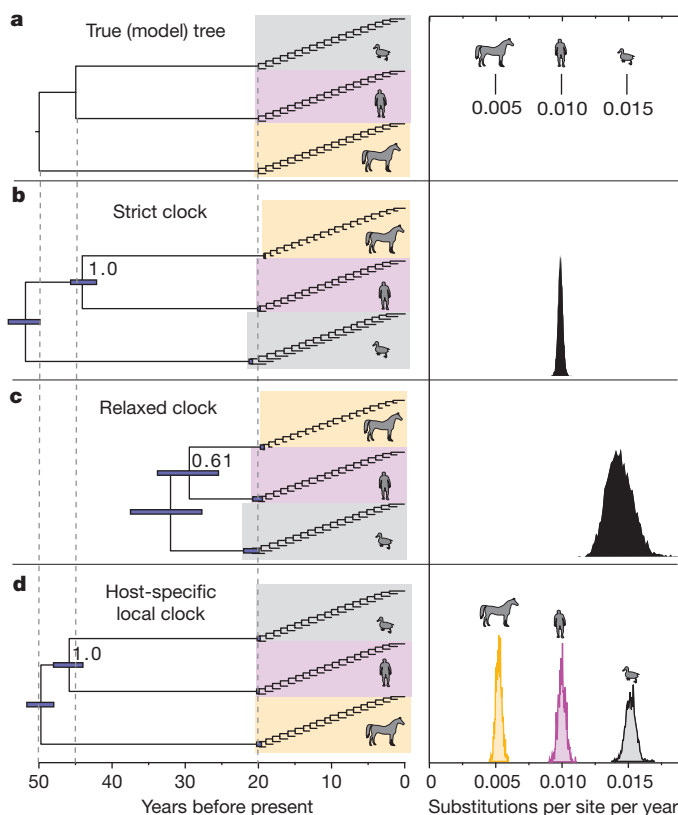 a
True (model) tree
0.005 0.010 0.015
b
Strict clock
1.0
c
Relaxed clock
0.61
d
Host-specific
local clock
1.0
50 40 30 20 10 0
Years before present
0 0.005 0.010 0.015
Substitutions per site per year